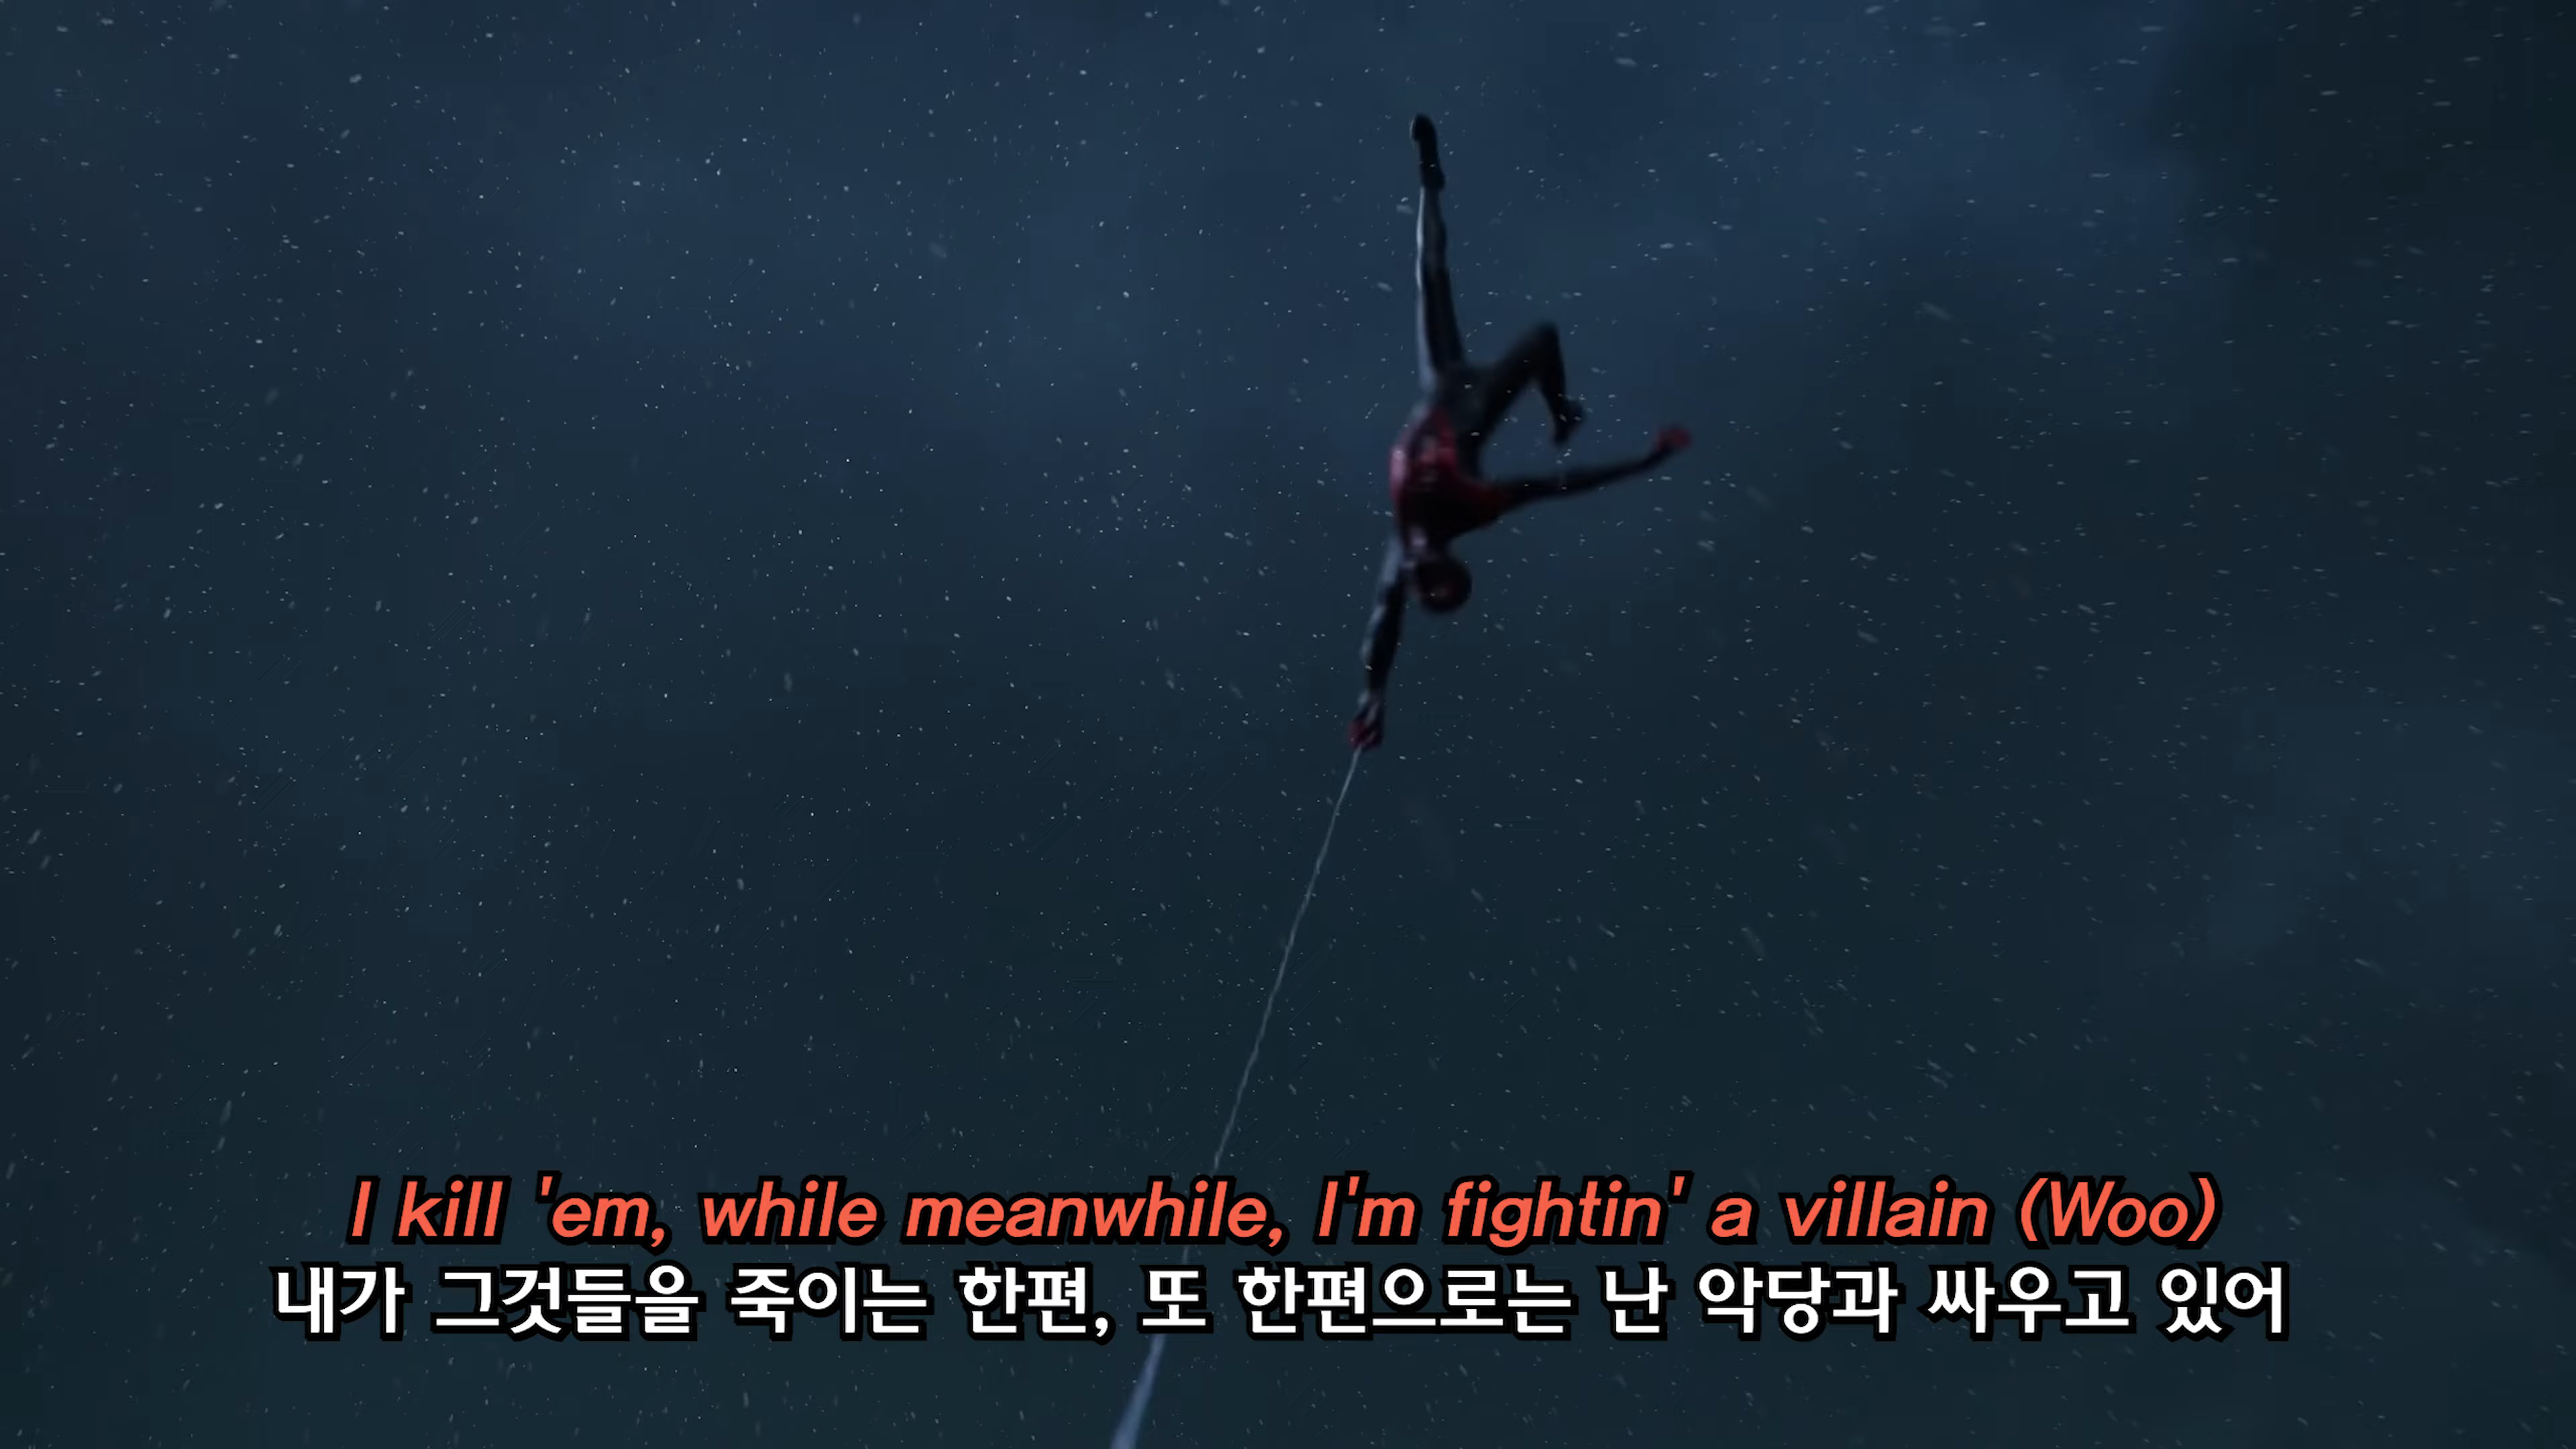 I kill 'em, while meanwhile, I'm fightin' a villain (Woo)
내가 그것들을 죽이는 한편, 또 한편으로는 난 악당과 싸우고 있어